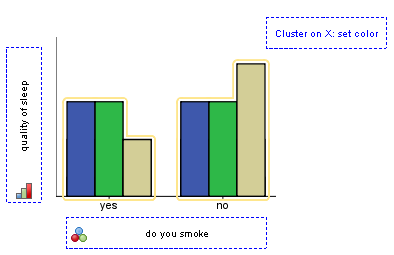 Cluster on X: set color
quality of sleep
yes
no
do you smoke